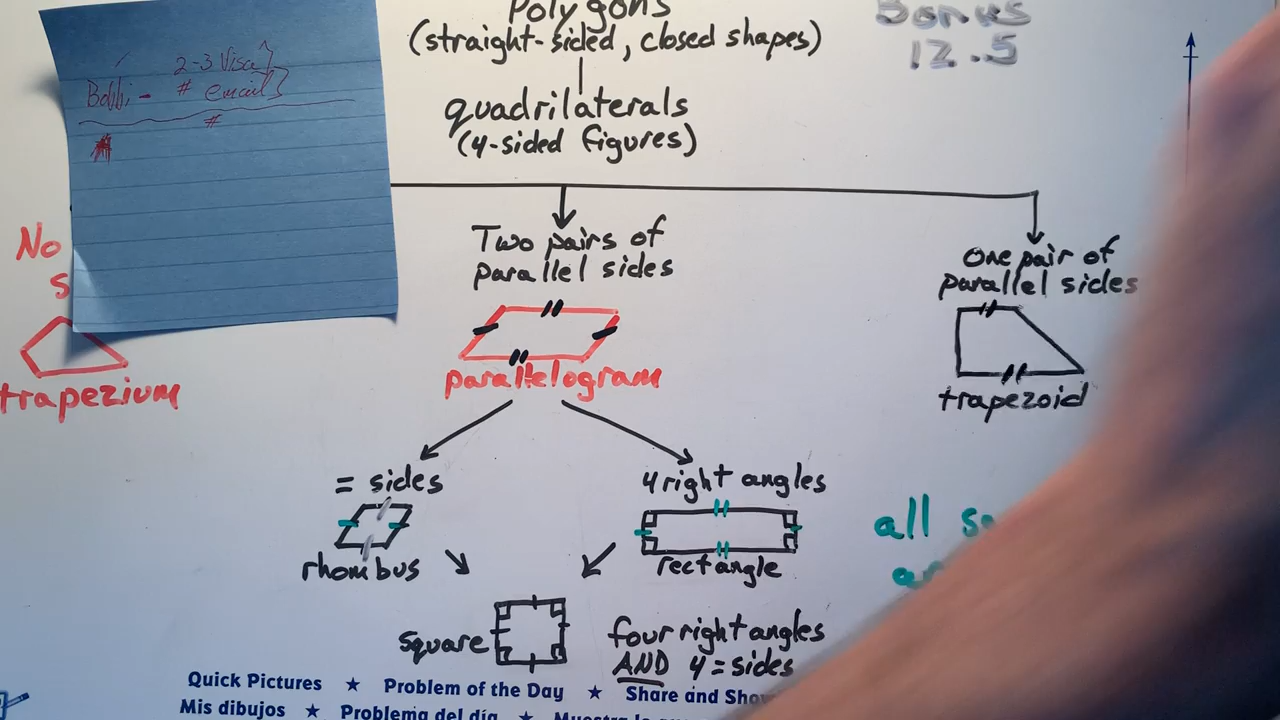 Polygons
(straight-sided, closed shapes)
Bonus
12.5
2-3 Visa
Bobbi - # email
#
quadrilaterals
(4-sided figures)
No
s
trapezium
Two pairs of
parallel sides
parallelogram
One pair of
parallel sides
trapezoid
= sides
rhombus
4 right angles
rectangle
all
square
four right angles
AND 4 = sides
Quick Pictures ★ Problem of the Day ★ Share and
Mis dibujos ★ Problema del día ★